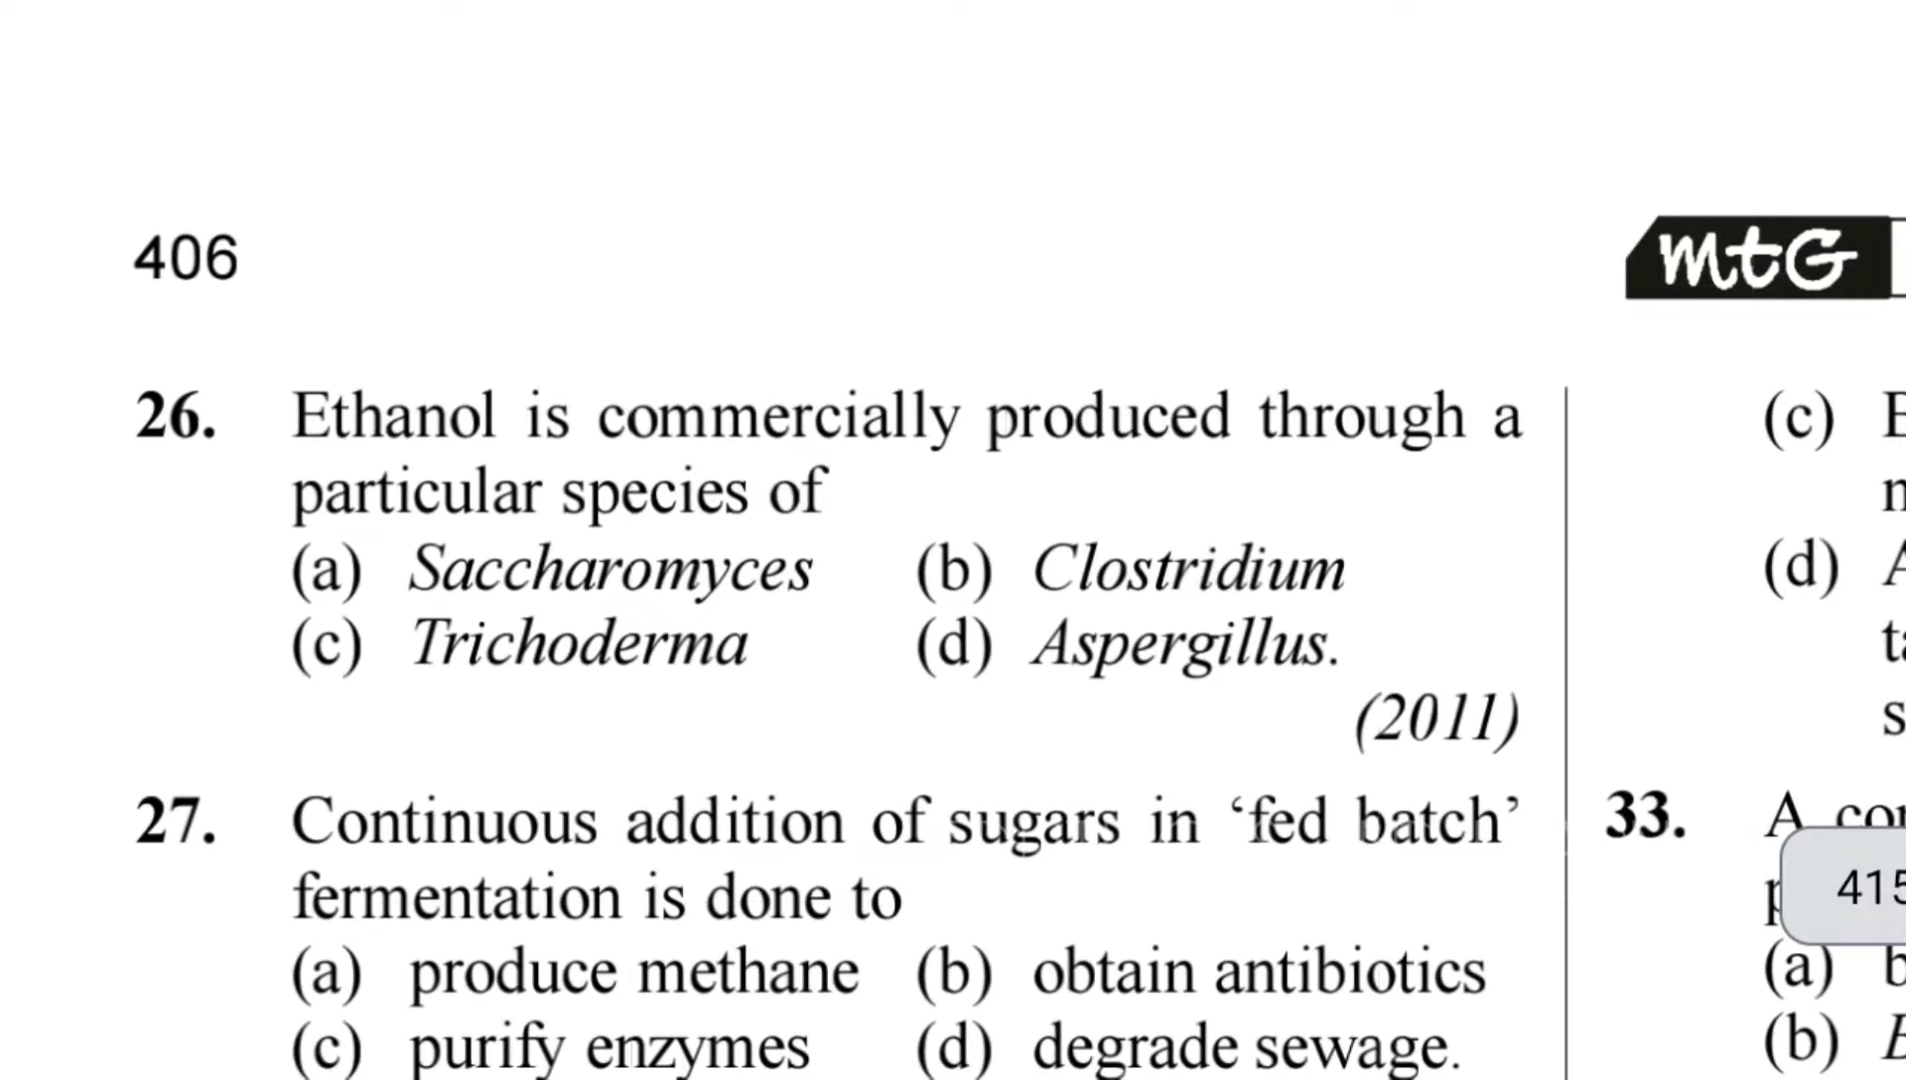 406
mtG
26. Ethanol is commercially produced through a
particular species of
(a) Saccharomyces (b) Clostridium
(c) Trichoderma (d) Aspergillus.
(2011)
27. Continuous addition of sugars in ‘fed batch’
fermentation is done to
(a) produce methane (b) obtain antibiotics
(c) purify enzymes (d) degrade sewage.
(c)
(d)
33. A
415
(a)
(b)